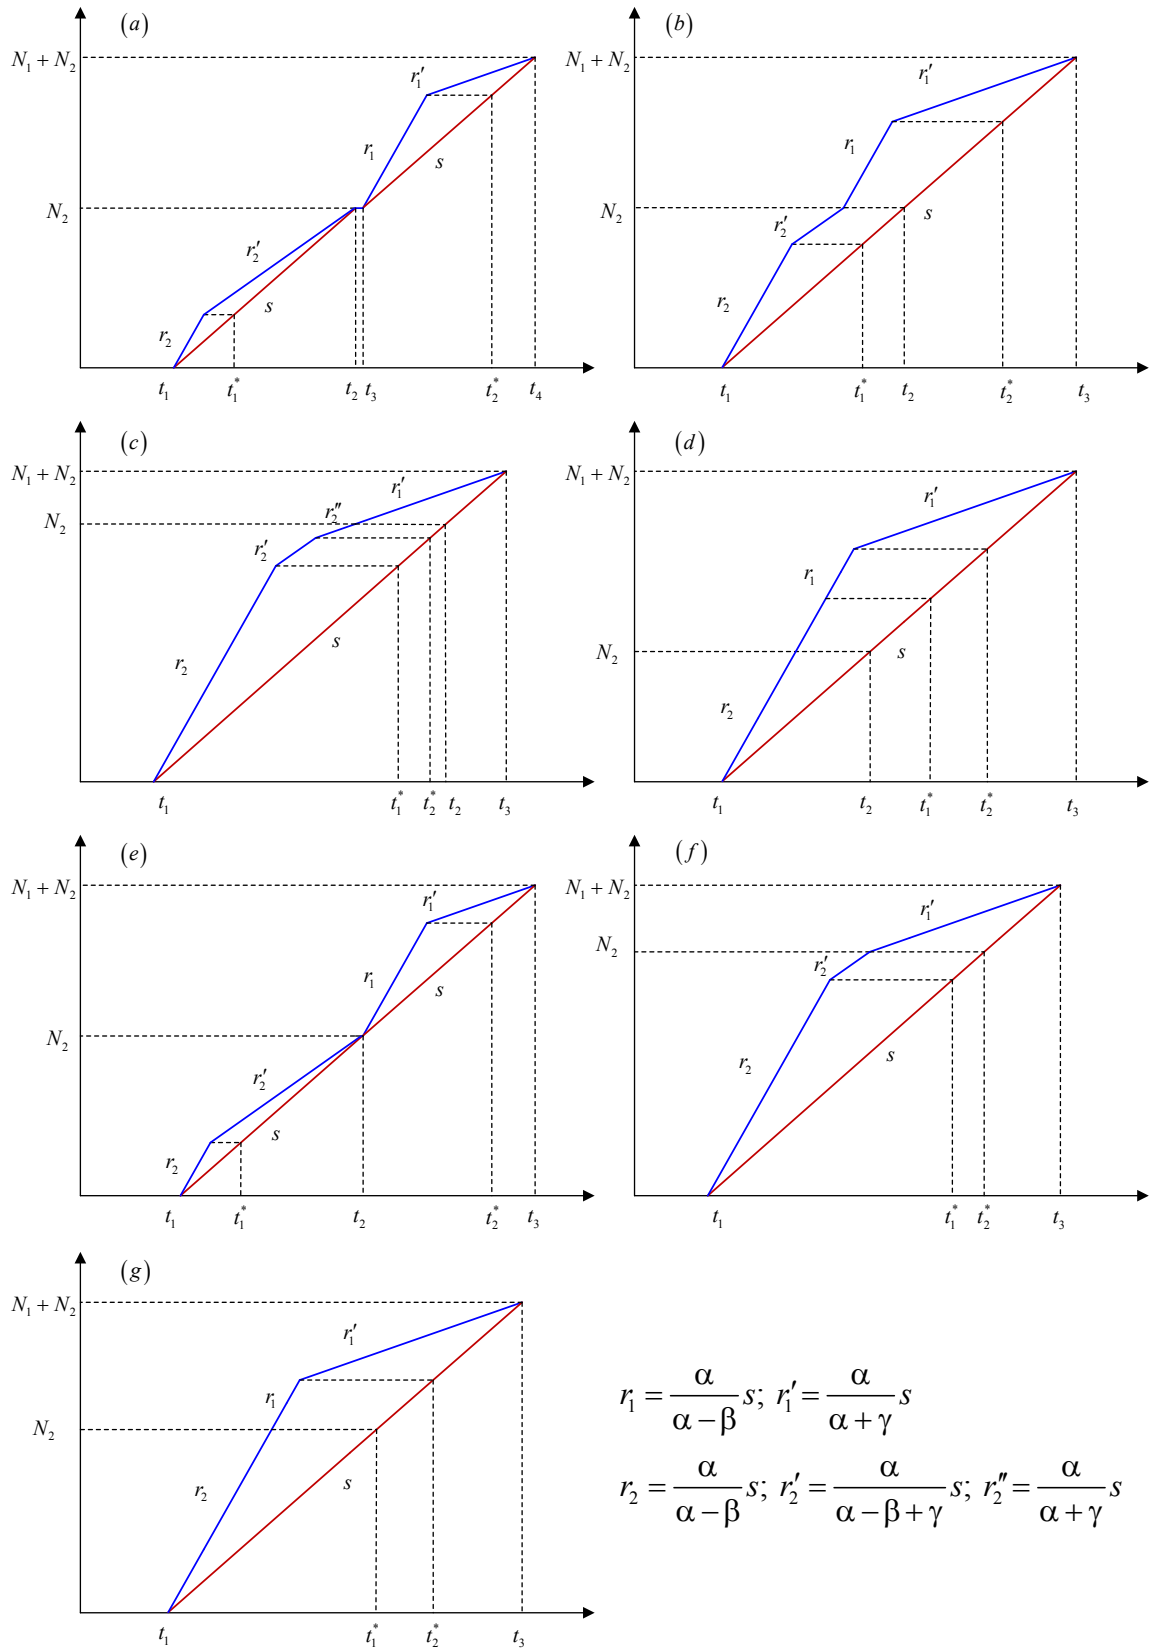 (a)
N₁ + N₂
r₁′
r₁
s
N₂
r₂′
s
r₂
t₁ t₁* t₂ t₃ t₂* t₄
(b)
N₁ + N₂
r₁′
r₁
N₂
s
r₂′
r₂
t₁ t₁* t₂ t₂* t₃
(c)
N₁ + N₂
r₁′
r₂″
N₂
r₂′
s
r₂
t₁ t₁* t₂* t₂ t₃
(d)
N₁ + N₂
r₁′
r₁
N₂
s
r₂
t₁ t₂ t₁* t₂* t₃
(e)
N₁ + N₂
r₁′
r₁
s
N₂
r₂′
s
r₂
t₁ t₁* t₂ t₂* t₃
(f)
N₁ + N₂
r₁′
N₂
r₂′
s
r₂
t₁ t₁* t₂* t₃
(g)
N₁ + N₂
r₁′
r₁
N₂
s
r₂
t₁ t₁* t₂* t₃
r₁ = α/(α − β) s; r₁′ = α/(α + γ) s
r₂ = α/(α − β) s; r₂′ = α/(α − β + γ) s; r₂″ = α/(α + γ) s